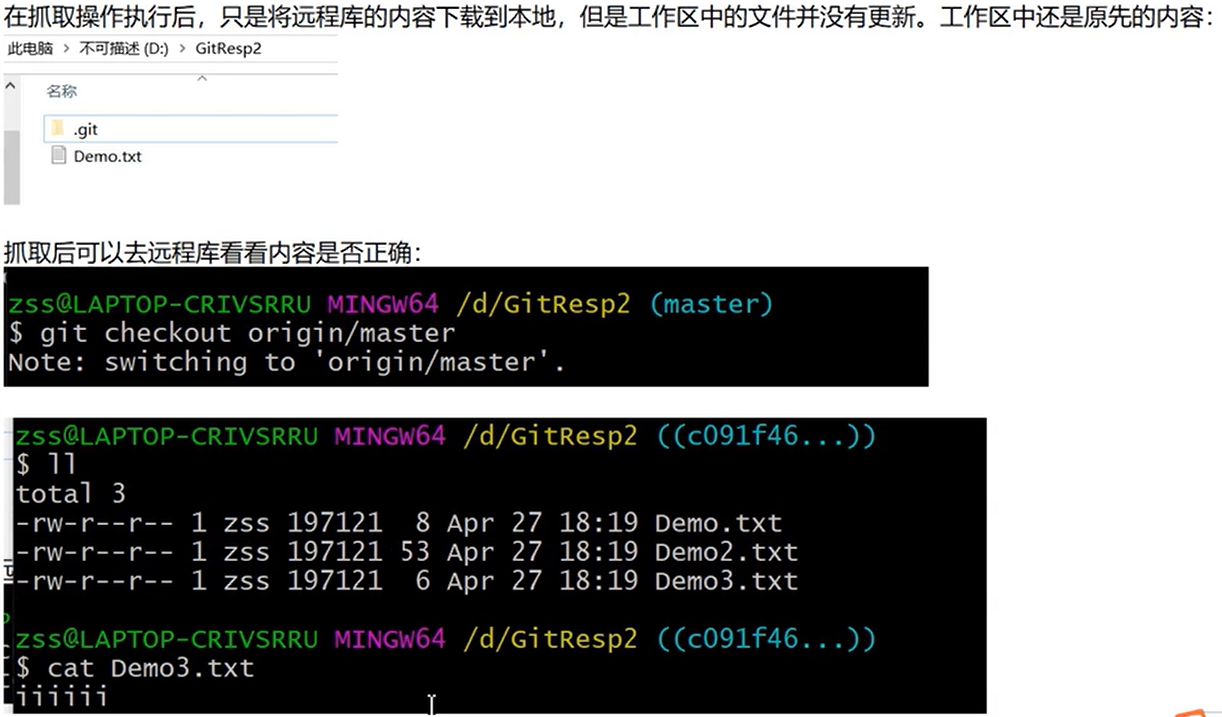 在抓取操作执行后，只是将远程库的内容下载到本地，但是工作区中的文件并没有更新。工作区中还是原先的内容：
此电脑 > 不可描述 (D:) > GitResp2
名称
.git
Demo.txt
抓取后可以去远程库看看内容是否正确：
zss@LAPTOP-CRIVSRRU MINGW64 /d/GitResp2 (master)
$ git checkout origin/master
Note: switching to 'origin/master'.
zss@LAPTOP-CRIVSRRU MINGW64 /d/GitResp2 ((c091f46...))
$ ll
total 3
-rw-r--r-- 1 zss 197121  8 Apr 27 18:19 Demo.txt
-rw-r--r-- 1 zss 197121 53 Apr 27 18:19 Demo2.txt
-rw-r--r-- 1 zss 197121  6 Apr 27 18:19 Demo3.txt
zss@LAPTOP-CRIVSRRU MINGW64 /d/GitResp2 ((c091f46...))
$ cat Demo3.txt
iiiiii